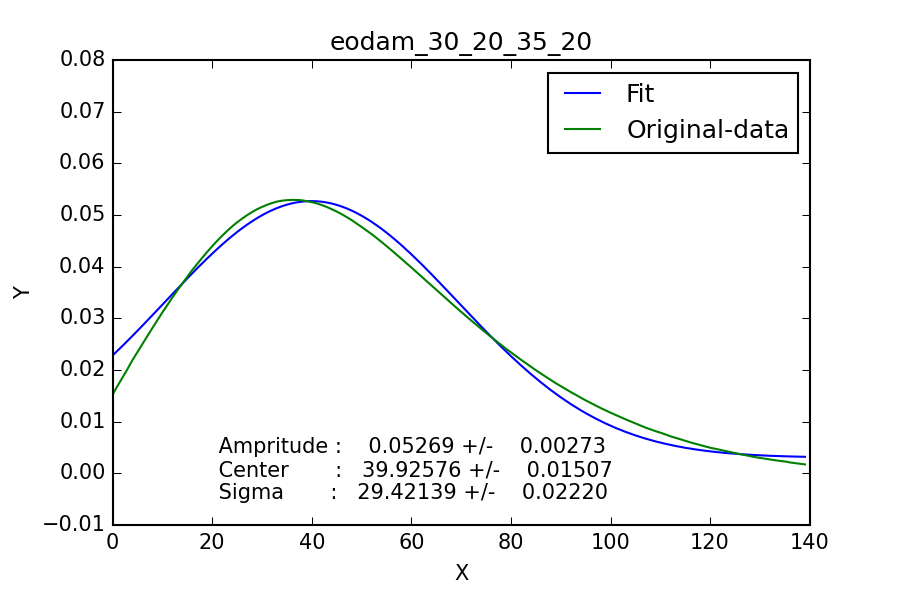 eodam_30_20_35_20
0.08
0.07
0.06
0.05
0.04
0.03
0.02
0.01
0.00
−0.01
Y
Fit
Original-data
Ampritude : 0.05269 +/- 0.00273
Center : 39.92576 +/- 0.01507
Sigma : 29.42139 +/- 0.02220
0 20 40 60 80 100 120 140
X